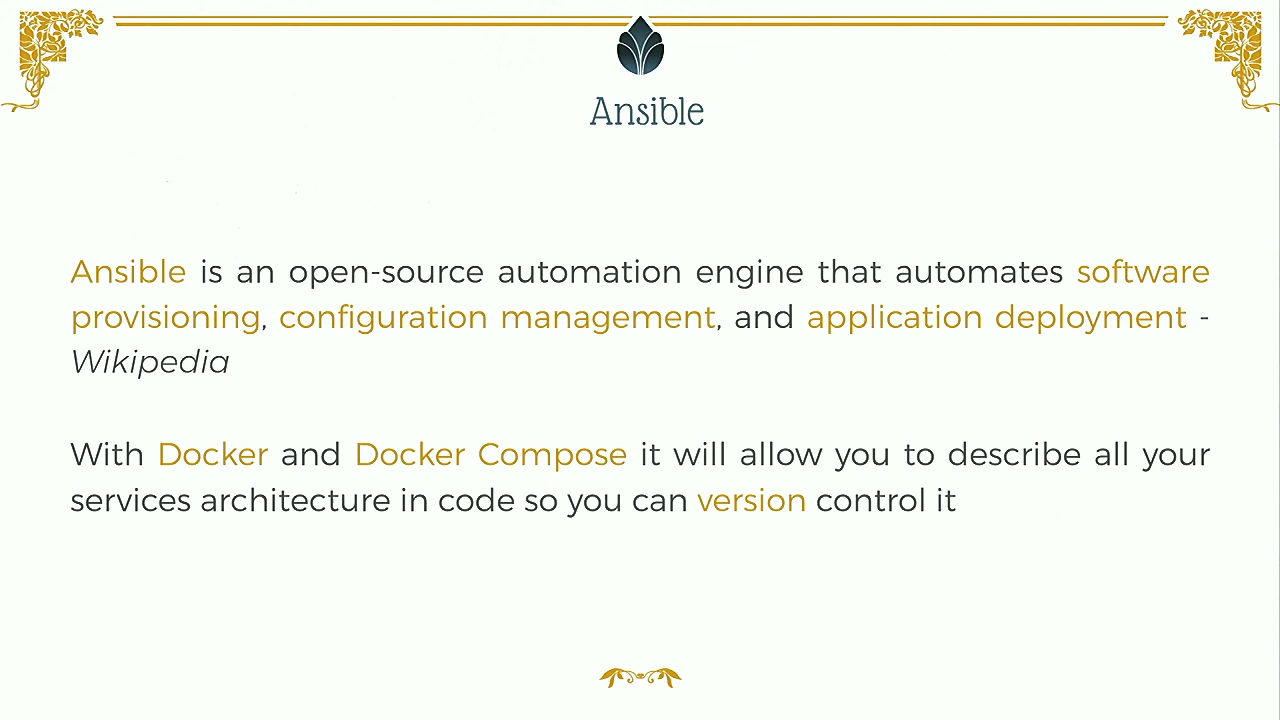 Ansible
Ansible is an open-source automation engine that automates software
provisioning, configuration management, and application deployment -
Wikipedia
With Docker and Docker Compose it will allow you to describe all your
services architecture in code so you can version control it